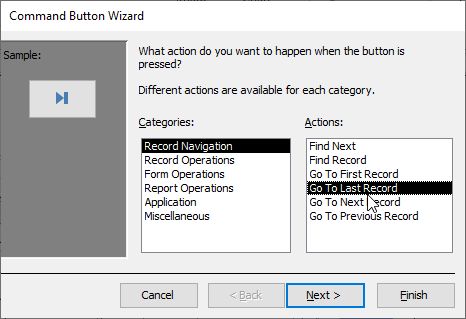 Command Button Wizard
Sample:
What action do you want to happen when the button is
pressed?
Different actions are available for each category.
Categories:
Actions:
Record Navigation
Record Operations
Form Operations
Report Operations
Application
Miscellaneous
Find Next
Find Record
Go To First Record
Go To Last Record
Go To Next Record
Go To Previous Record
Cancel
< Back
Next >
Finish